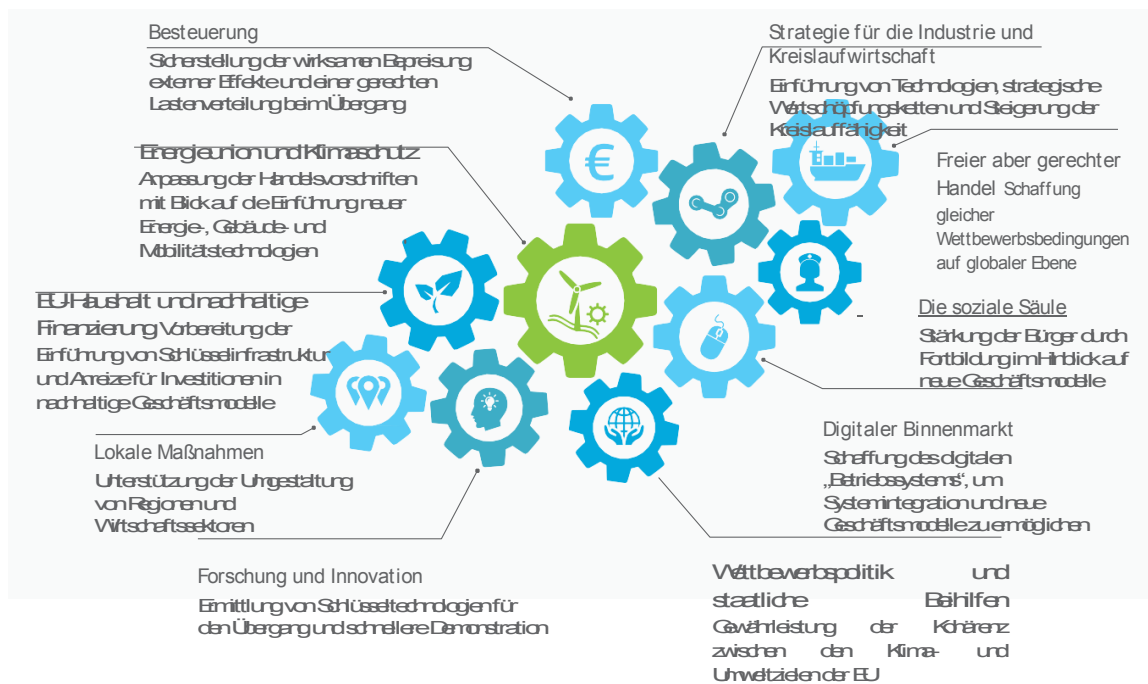 Besteuerung
Sicherstellung der wirksamen Bepreisung
externer Effekte und einer gerechten
Lastenverteilung beim Übergang
Strategie für die Industrie und
Kreislaufwirtschaft
Einführung von Technologien, strategische
Wertschöpfungsketten und Steigerung der
Kreislauffähigkeit
Energieunion und Klimaschutz
Anpassung der Handelsvorschriften
mit Blick auf die Einführung neuer
Energie-, Gebäude- und
Mobilitätstechnologien
Freier aber gerechter
Handel Schaffung
gleicher
Wettbewerbsbedingungen
auf globaler Ebene
EU-Haushalt und nachhaltige
Finanzierung Vorbereitung der
Einführung von Schlüsselinfrastruktur
und Anreize für Investitionen in
nachhaltige Geschäftsmodelle
Die soziale Säule
Stärkung der Bürger durch
Fortbildung im Hinblick auf
neue Geschäftsmodelle
Lokale Maßnahmen
Unterstützung der Umgestaltung
von Regionen und
Wirtschaftssektoren
Digitaler Binnenmarkt
Schaffung des digitalen
„Betriebssystems“, um
Systemintegration und neue
Geschäftsmodelle zu ermöglichen
Forschung und Innovation
Ermittlung von Schlüsseltechnologien für
den Übergang und schnellere Demonstration
Wettbewerbspolitik und
staatliche Beihilfen
Gewährleistung der Kohärenz
zwischen den Klima- und
Umweltzielen der EU